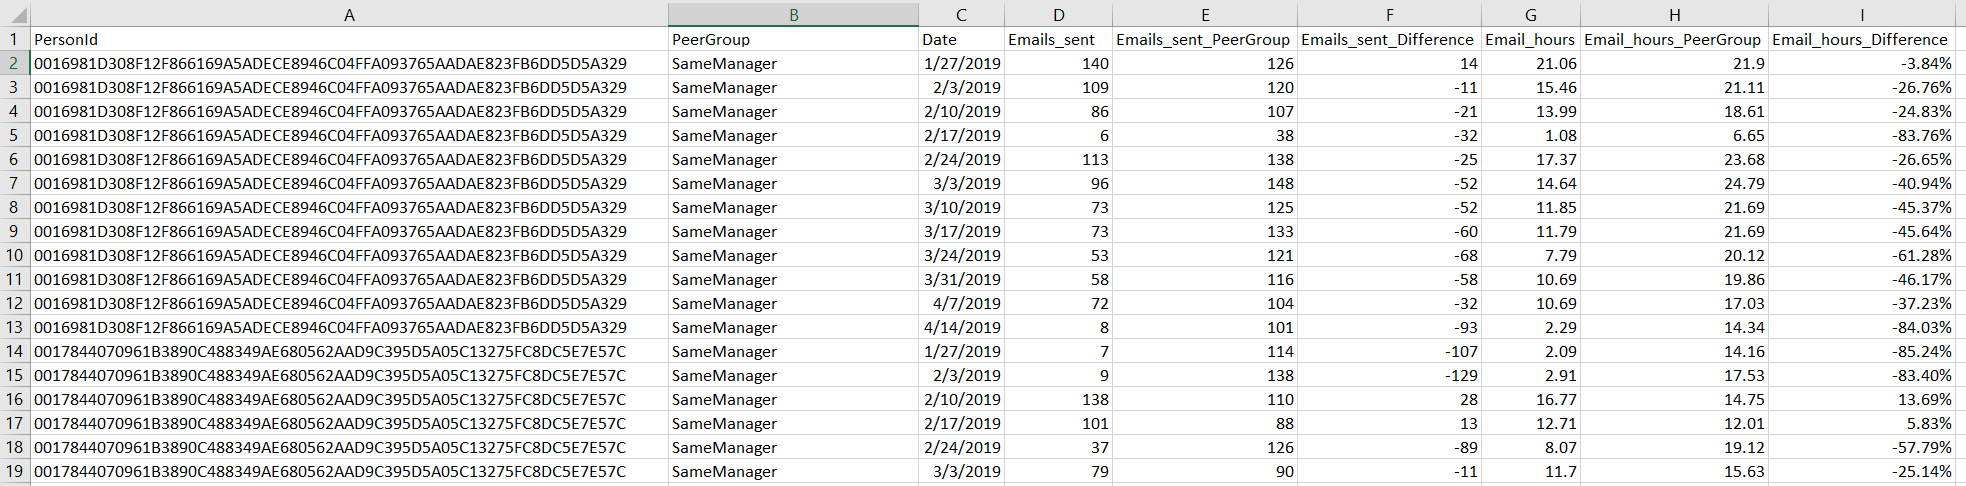 A B C D E F G H I
1 PersonId PeerGroup Date Emails_sent Emails_sent_PeerGroup Emails_sent_Difference Email_hours Email_hours_PeerGroup Email_hours_Difference
2 0016981D308F12F866169A5ADECE8946C04FFA093765AADAE823FB6DD5D5A329 SameManager 1/27/2019 140 126 14 21.06 21.9 -3.84%
3 0016981D308F12F866169A5ADECE8946C04FFA093765AADAE823FB6DD5D5A329 SameManager 2/3/2019 109 120 -11 15.46 21.11 -26.76%
4 0016981D308F12F866169A5ADECE8946C04FFA093765AADAE823FB6DD5D5A329 SameManager 2/10/2019 86 107 -21 13.99 18.61 -24.83%
5 0016981D308F12F866169A5ADECE8946C04FFA093765AADAE823FB6DD5D5A329 SameManager 2/17/2019 6 38 -32 1.08 6.65 -83.76%
6 0016981D308F12F866169A5ADECE8946C04FFA093765AADAE823FB6DD5D5A329 SameManager 2/24/2019 113 138 -25 17.37 23.68 -26.65%
7 0016981D308F12F866169A5ADECE8946C04FFA093765AADAE823FB6DD5D5A329 SameManager 3/3/2019 96 148 -52 14.64 24.79 -40.94%
8 0016981D308F12F866169A5ADECE8946C04FFA093765AADAE823FB6DD5D5A329 SameManager 3/10/2019 73 125 -52 11.85 21.69 -45.37%
9 0016981D308F12F866169A5ADECE8946C04FFA093765AADAE823FB6DD5D5A329 SameManager 3/17/2019 73 133 -60 11.79 21.69 -45.64%
10 0016981D308F12F866169A5ADECE8946C04FFA093765AADAE823FB6DD5D5A329 SameManager 3/24/2019 53 121 -68 7.79 20.12 -61.28%
11 0016981D308F12F866169A5ADECE8946C04FFA093765AADAE823FB6DD5D5A329 SameManager 3/31/2019 58 116 -58 10.69 19.86 -46.17%
12 0016981D308F12F866169A5ADECE8946C04FFA093765AADAE823FB6DD5D5A329 SameManager 4/7/2019 72 104 -32 10.69 17.03 -37.23%
13 0016981D308F12F866169A5ADECE8946C04FFA093765AADAE823FB6DD5D5A329 SameManager 4/14/2019 8 101 -93 2.29 14.34 -84.03%
14 0017844070961B3890C488349AE680562AAD9C395D5A05C13275FC8DC5E7E57C SameManager 1/27/2019 7 114 -107 2.09 14.16 -85.24%
15 0017844070961B3890C488349AE680562AAD9C395D5A05C13275FC8DC5E7E57C SameManager 2/3/2019 9 138 -129 2.91 17.53 -83.40%
16 0017844070961B3890C488349AE680562AAD9C395D5A05C13275FC8DC5E7E57C SameManager 2/10/2019 138 110 28 16.77 14.75 13.69%
17 0017844070961B3890C488349AE680562AAD9C395D5A05C13275FC8DC5E7E57C SameManager 2/17/2019 101 88 13 12.71 12.01 5.83%
18 0017844070961B3890C488349AE680562AAD9C395D5A05C13275FC8DC5E7E57C SameManager 2/24/2019 37 126 -89 8.07 19.12 -57.79%
19 0017844070961B3890C488349AE680562AAD9C395D5A05C13275FC8DC5E7E57C SameManager 3/3/2019 79 90 -11 11.7 15.63 -25.14%